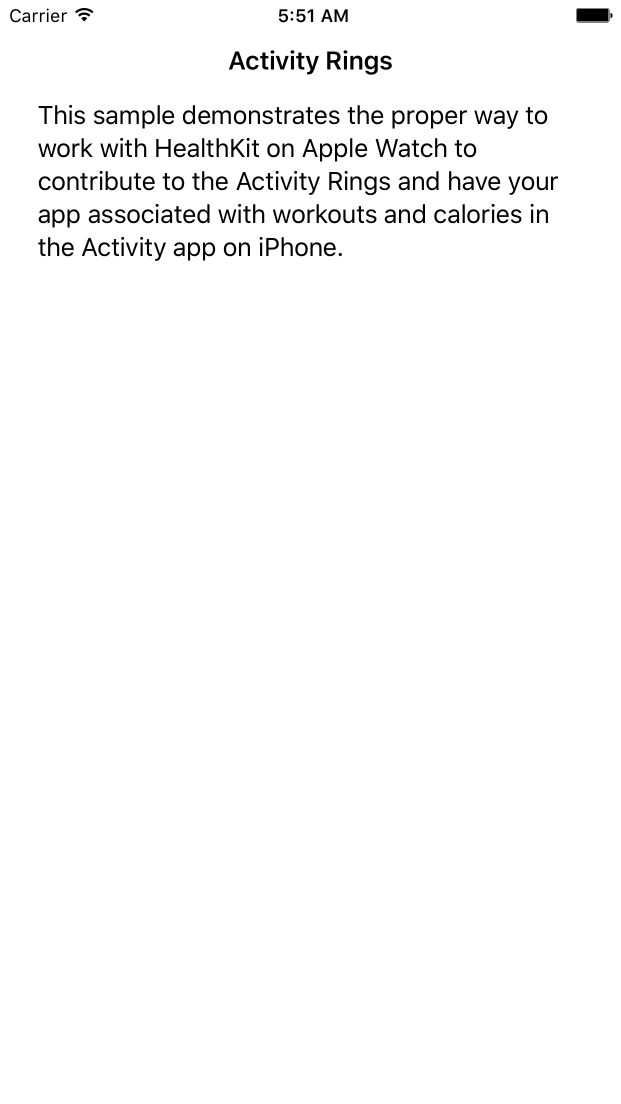 Carrier 5:51 AM
Activity Rings
This sample demonstrates the proper way to
work with HealthKit on Apple Watch to
contribute to the Activity Rings and have your
app associated with workouts and calories in
the Activity app on iPhone.